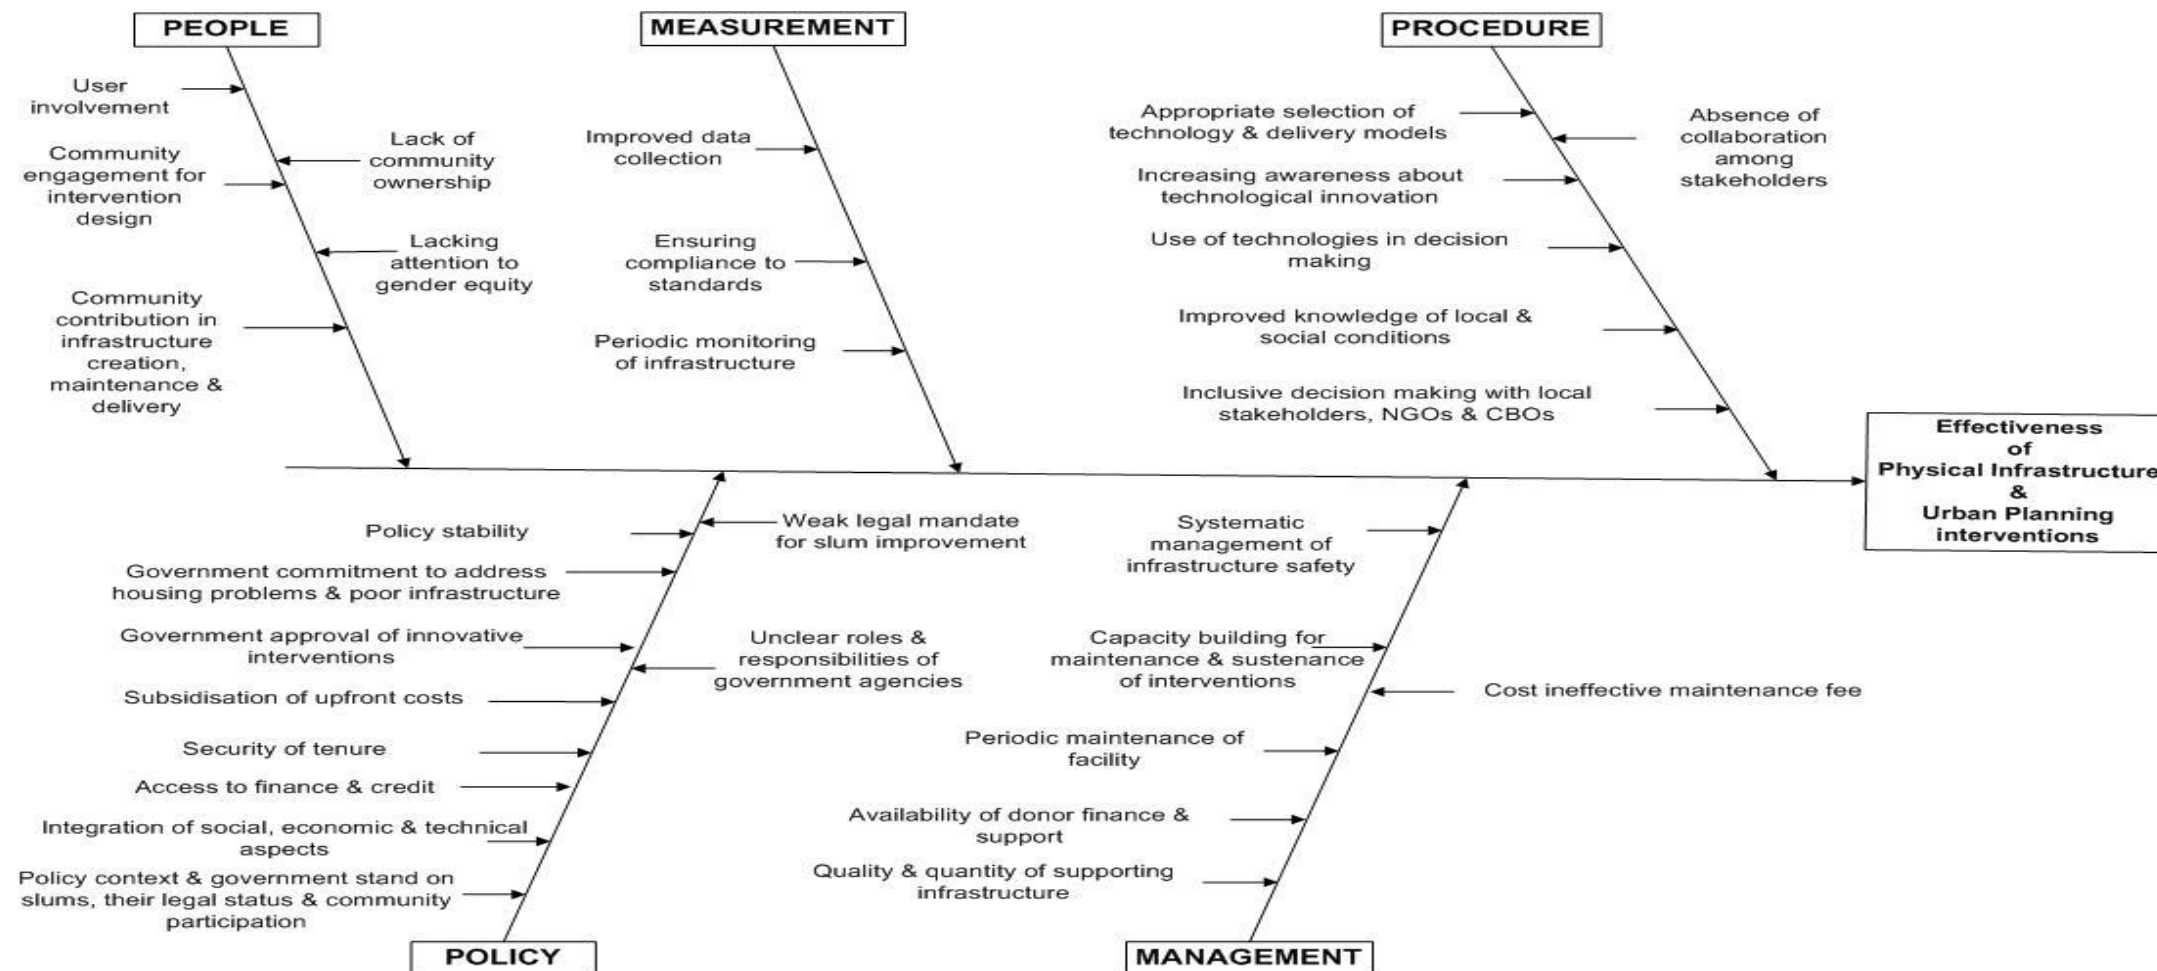 PEOPLE
MEASUREMENT
PROCEDURE
User
involvement
Community
engagement for
intervention
design
Community
contribution in
infrastructure
creation,
maintenance &
delivery
Lack of
community
ownership
Lacking
attention to
gender equity
Improved data
collection
Ensuring
compliance to
standards
Periodic monitoring
of infrastructure
Appropriate selection of
technology & delivery models
Increasing awareness about
technological innovation
Use of technologies in decision
making
Improved knowledge of local &
social conditions
Inclusive decision making with local
stakeholders, NGOs & CBOs
Absence of
collaboration
among
stakeholders
Effectiveness
of
Physical Infrastructure
&
Urban Planning
interventions
Policy stability
Government commitment to address
housing problems & poor infrastructure
Government approval of innovative
interventions
Subsidisation of upfront costs
Security of tenure
Access to finance & credit
Integration of social, economic & technical
aspects
Policy context & government stand on
slums, their legal status & community
participation
Weak legal mandate
for slum improvement
Unclear roles &
responsibilities of
government agencies
Systematic
management of
infrastructure safety
Capacity building for
maintenance & sustenance
of interventions
Periodic maintenance of
facility
Availability of donor finance &
support
Quality & quantity of supporting
infrastructure
Cost ineffective maintenance fee
POLICY
MANAGEMENT